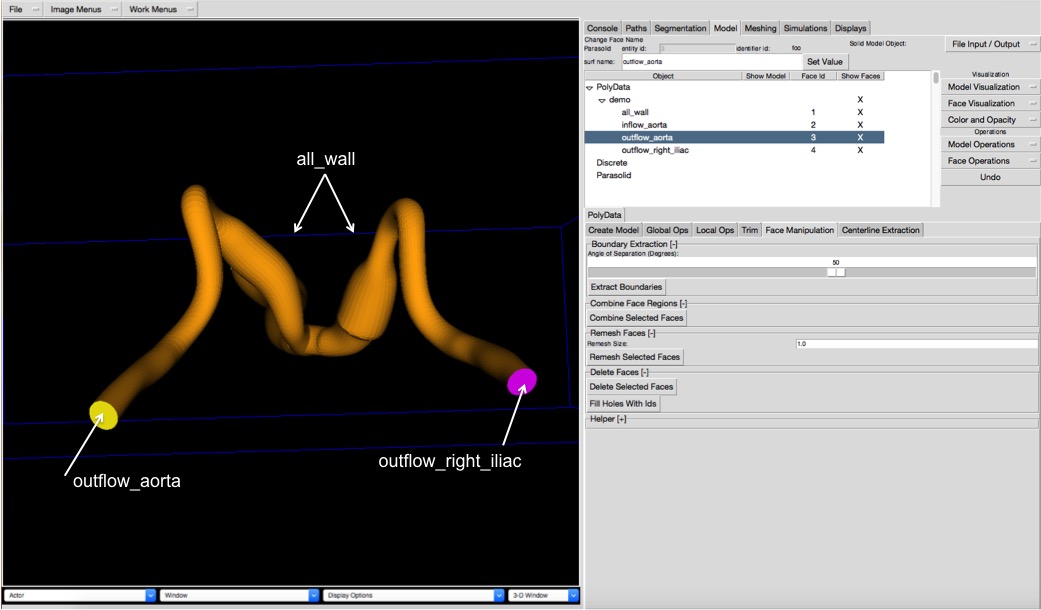 File Image Menus Work Menus
all_wall
outflow_right_iliac
outflow_aorta
Actor Window Display Options 3-D Window
Console Paths Segmentation Model Meshing Simulations Displays
Change Face Name
Parasolid entity id: 3 identifier id: foo Solid Model Object:
surf name: outflow_aorta Set Value
Object Show Model Face Id Show Faces
PolyData
demo X
all_wall 1 X
inflow_aorta 2 X
outflow_aorta 3 X
outflow_right_iliac 4 X
Discrete
Parasolid
File Input / Output
Visualization
Model Visualization
Face Visualization
Color and Opacity
Operations
Model Operations
Face Operations
Undo
PolyData
Create Model Global Ops Local Ops Trim Face Manipulation Centerline Extraction
Boundary Extraction [-]
Angle of Separation (Degrees):
50
Extract Boundaries
Combine Face Regions [-]
Combine Selected Faces
Remesh Faces [-]
Remesh Size: 1.0
Remesh Selected Faces
Delete Faces [-]
Delete Selected Faces
Fill Holes With Ids
Helper [+]